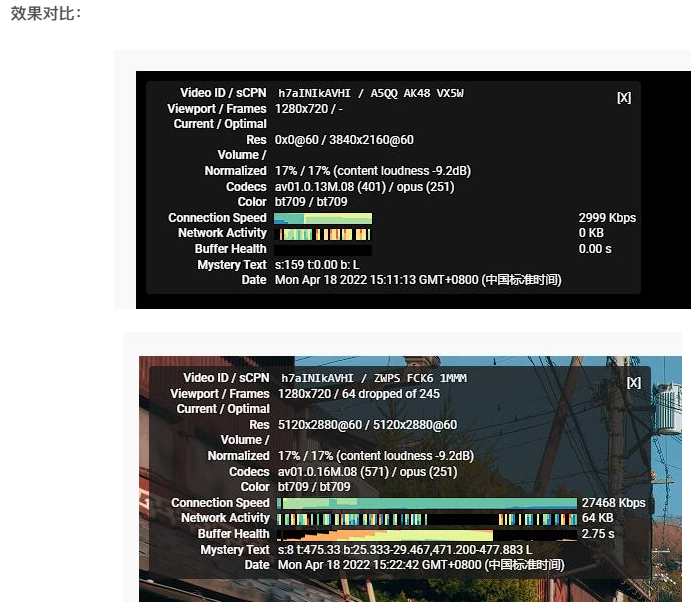 效果对比：
Video ID / sCPN h7aINIkAVHI / A5QQ AK48 VX5W
[X]
Viewport / Frames 1280x720 / -
Current / Optimal
Res 0x0@60 / 3840x2160@60
Volume /
Normalized 17% / 17% (content loudness -9.2dB)
Codecs av01.0.13M.08 (401) / opus (251)
Color bt709 / bt709
Connection Speed 2999 Kbps
Network Activity 0 KB
Buffer Health 0.00 s
Mystery Text s:159 t:0.00 b: L
Date Mon Apr 18 2022 15:11:13 GMT+0800 (中国标准时间)
Video ID / sCPN h7aINIkAVHI / ZWPS FCK6 1MMM
[X]
Viewport / Frames 1280x720 / 64 dropped of 245
Current / Optimal
Res 5120x2880@60 / 5120x2880@60
Volume /
Normalized 17% / 17% (content loudness -9.2dB)
Codecs av01.0.16M.08 (571) / opus (251)
Color bt709 / bt709
Connection Speed 27468 Kbps
Network Activity 64 KB
Buffer Health 2.75 s
Mystery Text s:8 t:475.33 b:25.333-29.467,471.200-477.883 L
Date Mon Apr 18 2022 15:22:42 GMT+0800 (中国标准时间)